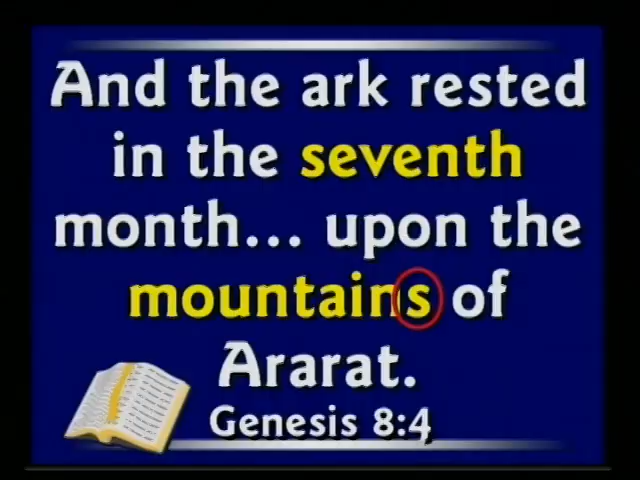 And the ark rested
in the seventh
month... upon the
mountains of
Ararat.
Genesis 8:4